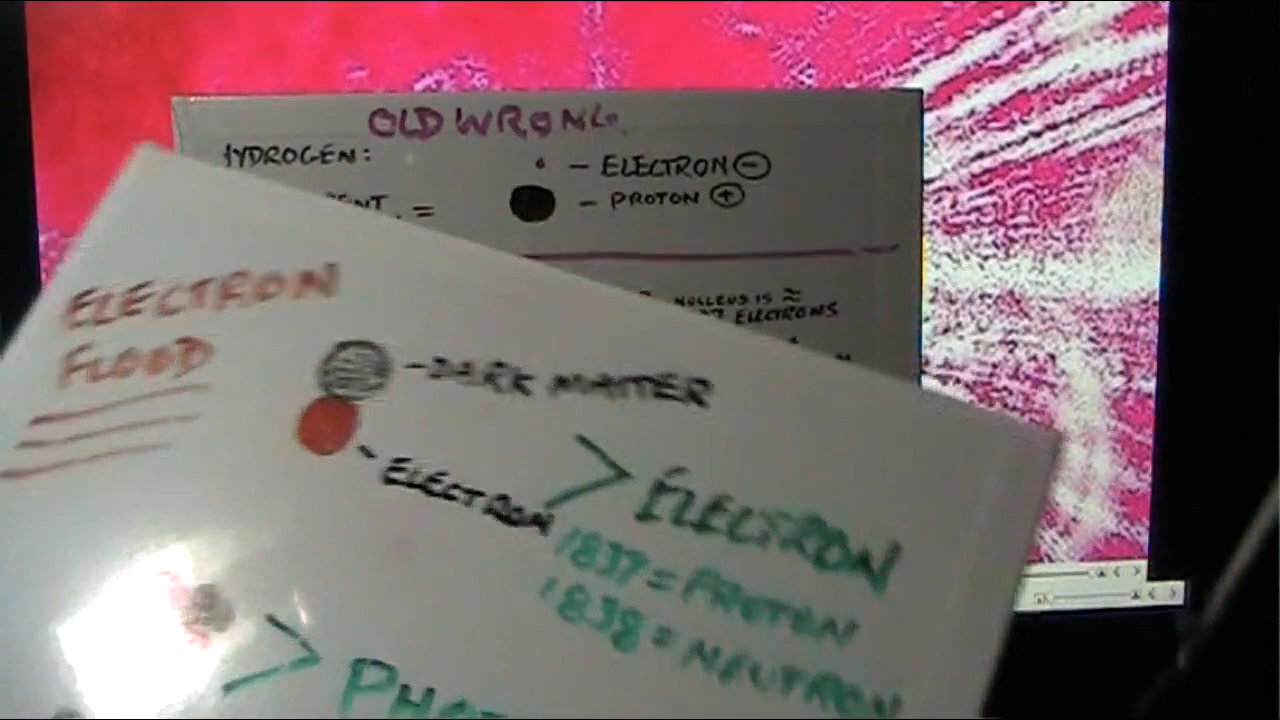 OLD WRONG
HYDROGEN:
- ELECTRON ⊖
=
- PROTON ⊕
NUCLEUS IS ≈
ELECTRONS
ELECTRON
FLOOD
- DARK MATTER
- ELECTRON
> ELECTRON
1837 = PROTON
1838 = NEUTRON
>